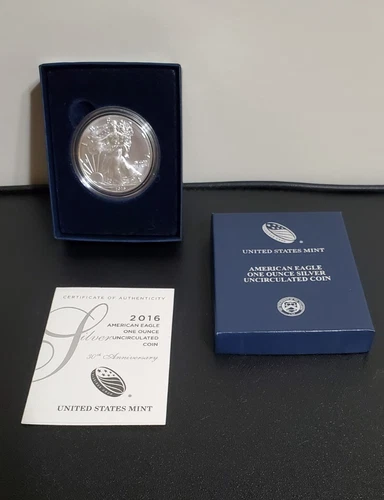 UNITED STATES MINT
AMERICAN EAGLE
ONE OUNCE SILVER
UNCIRCULATED COIN
CERTIFICATE OF AUTHENTICITY
2016
AMERICAN EAGLE
ONE OUNCE
Silver
UNCIRCULATED
COIN
30th Anniversary
UNITED STATES MINT